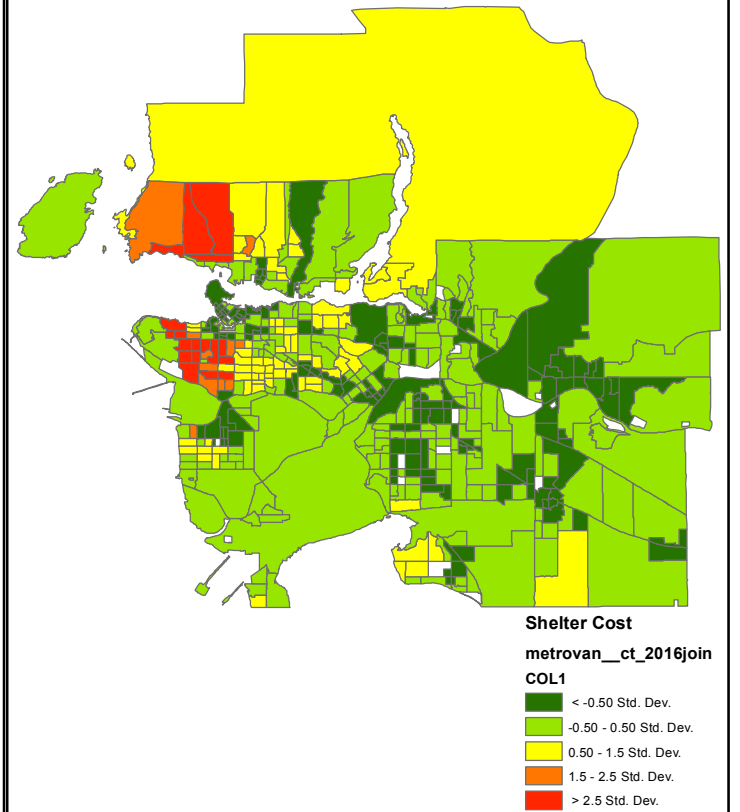 Shelter Cost
metrovan__ct_2016join
COL1
< -0.50 Std. Dev.
-0.50 - 0.50 Std. Dev.
0.50 - 1.5 Std. Dev.
1.5 - 2.5 Std. Dev.
> 2.5 Std. Dev.